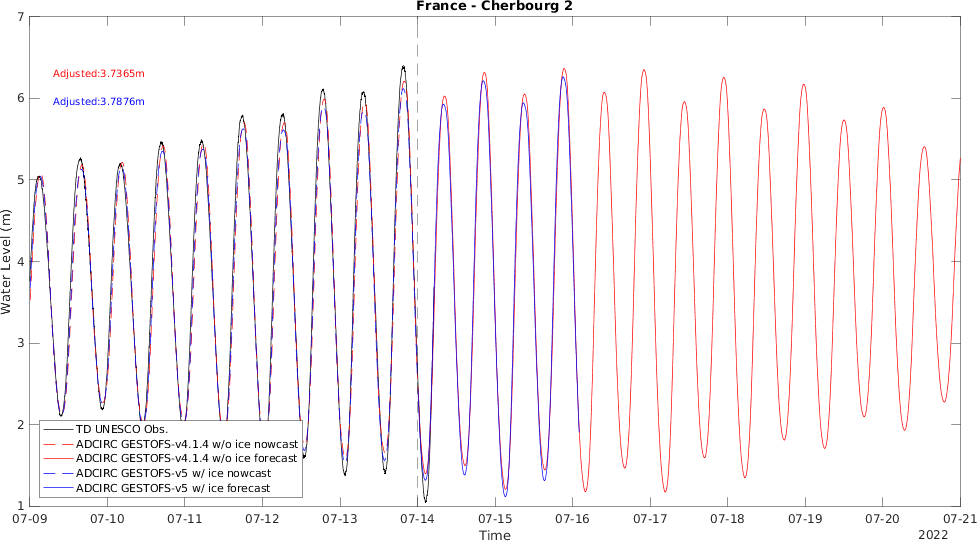 France - Cherbourg 2
Water Level (m)
7
6
5
4
3
2
1
Adjusted:3.7365m
Adjusted:3.7876m
TD UNESCO Obs.
ADCIRC GESTOFS-v4.1.4 w/o ice nowcast
ADCIRC GESTOFS-v4.1.4 w/o ice forecast
ADCIRC GESTOFS-v5 w/ ice nowcast
ADCIRC GESTOFS-v5 w/ ice forecast
07-09 07-10 07-11 07-12 07-13 07-14 07-15 07-16 07-17 07-18 07-19 07-20 07-21
Time
2022